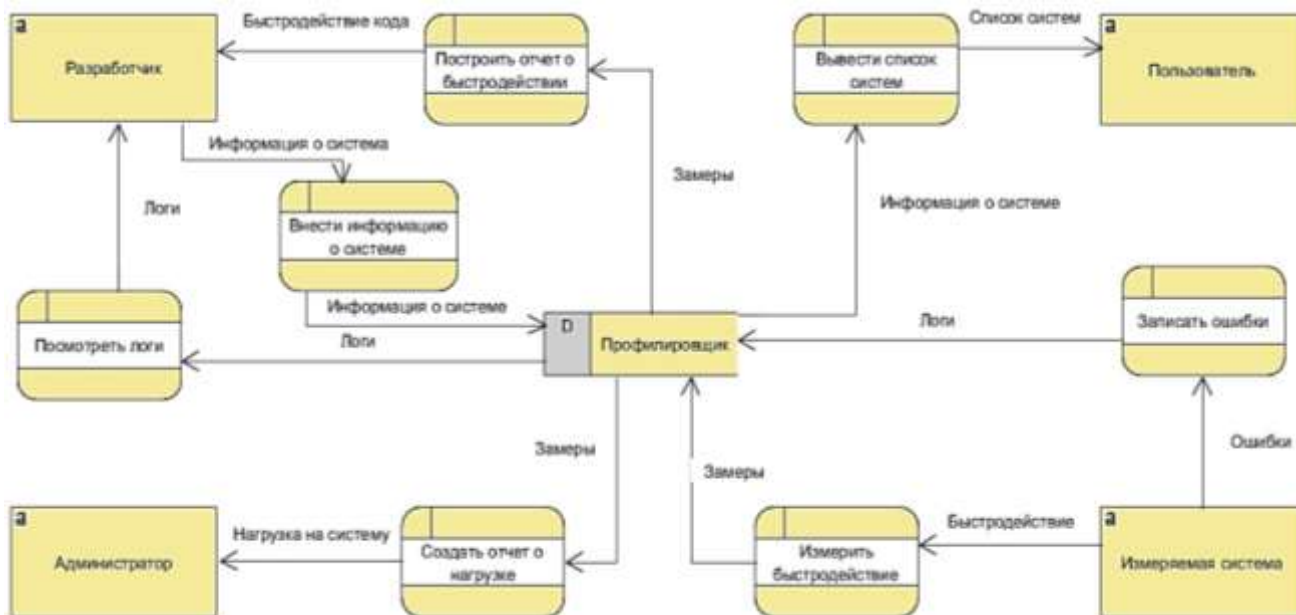 a
Разработчик
Быстродействие кода
Построить отчет о
быстродействии
Вывести список
систем
Список систем
a
Пользователь
Информация о система
Замеры
Информация о системе
Логи
Внести информацию
о системе
Информация о системе
Посмотреть логи
Логи
D
Профилировщик
Логи
Записать ошибки
Замеры
Замеры
Ошибки
a
Администратор
Нагрузка на систему
Создать отчет о
нагрузке
Измерить
быстродействие
Быстродействие
a
Измеряемая система